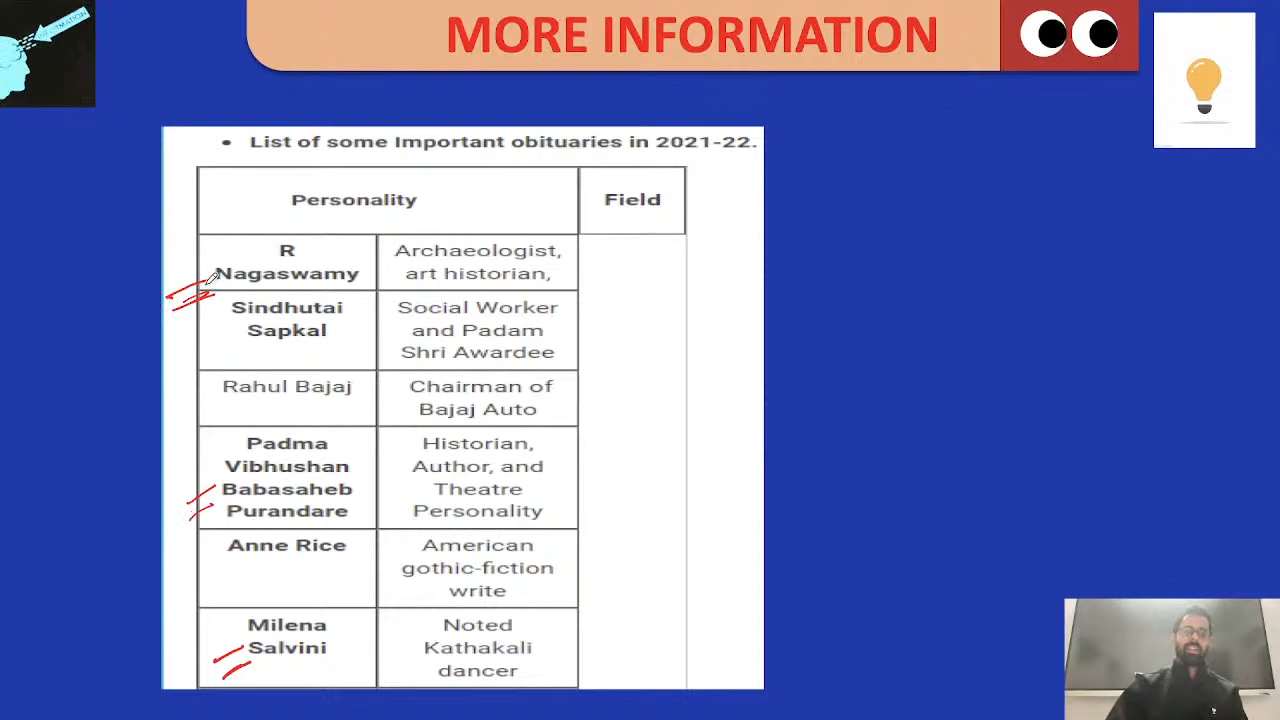 INFORMATION
MORE INFORMATION
• List of some Important obituaries in 2021-22.
Personality
Field
R
Nagaswamy
Archaeologist,
art historian,
Sindhutai
Sapkal
Social Worker
and Padam
Shri Awardee
Rahul Bajaj
Chairman of
Bajaj Auto
Padma
Vibhushan
Babasaheb
Purandare
Historian,
Author, and
Theatre
Personality
Anne Rice
American
gothic-fiction
write
Milena
Salvini
Noted
Kathakali
dancer